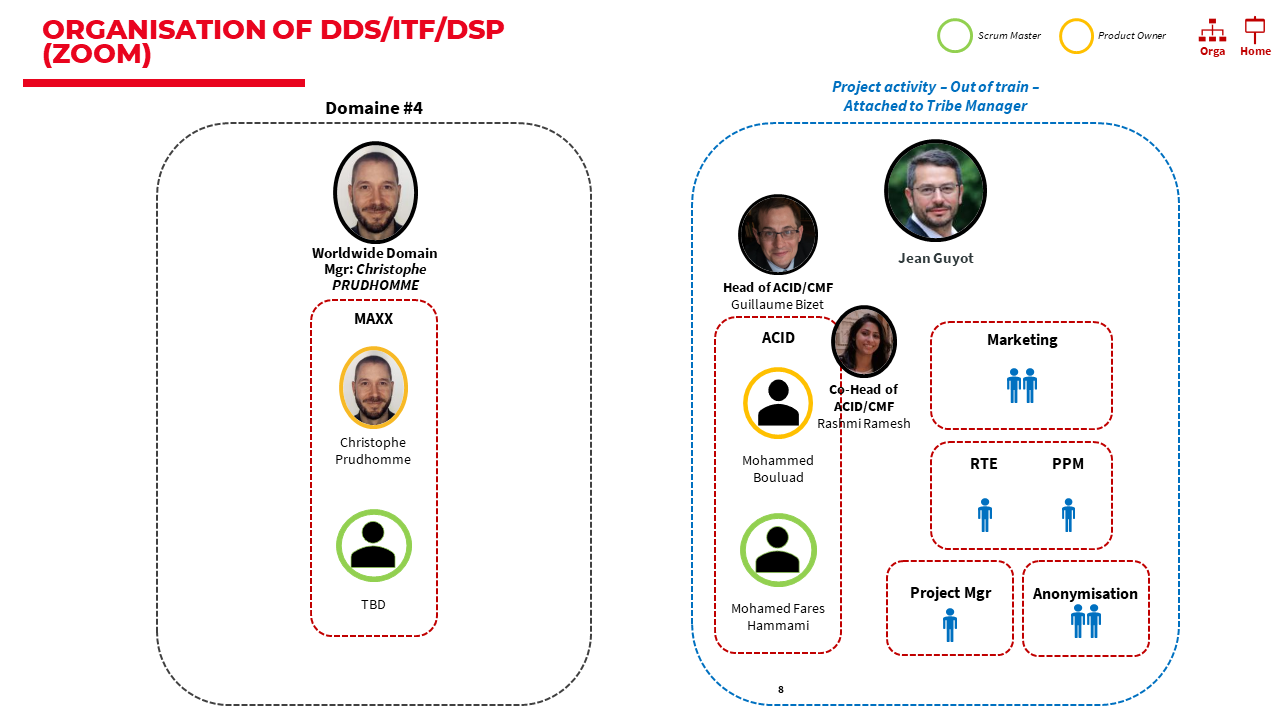 ORGANISATION OF DDS/ITF/DSP
(ZOOM)
Scrum Master
Product Owner
Orga
Home
Domaine #4
Worldwide Domain
Mgr: Christophe
PRUDHOMME
MAXX
Christophe
Prudhomme
TBD
Project activity – Out of train –
Attached to Tribe Manager
Jean Guyot
Head of ACID/CMF
Guillaume Bizet
ACID
Co-Head of
ACID/CMF
Rashmi Ramesh
Mohammed
Bouluad
Mohamed Fares
Hammami
Marketing
RTE
PPM
Project Mgr
Anonymisation
8